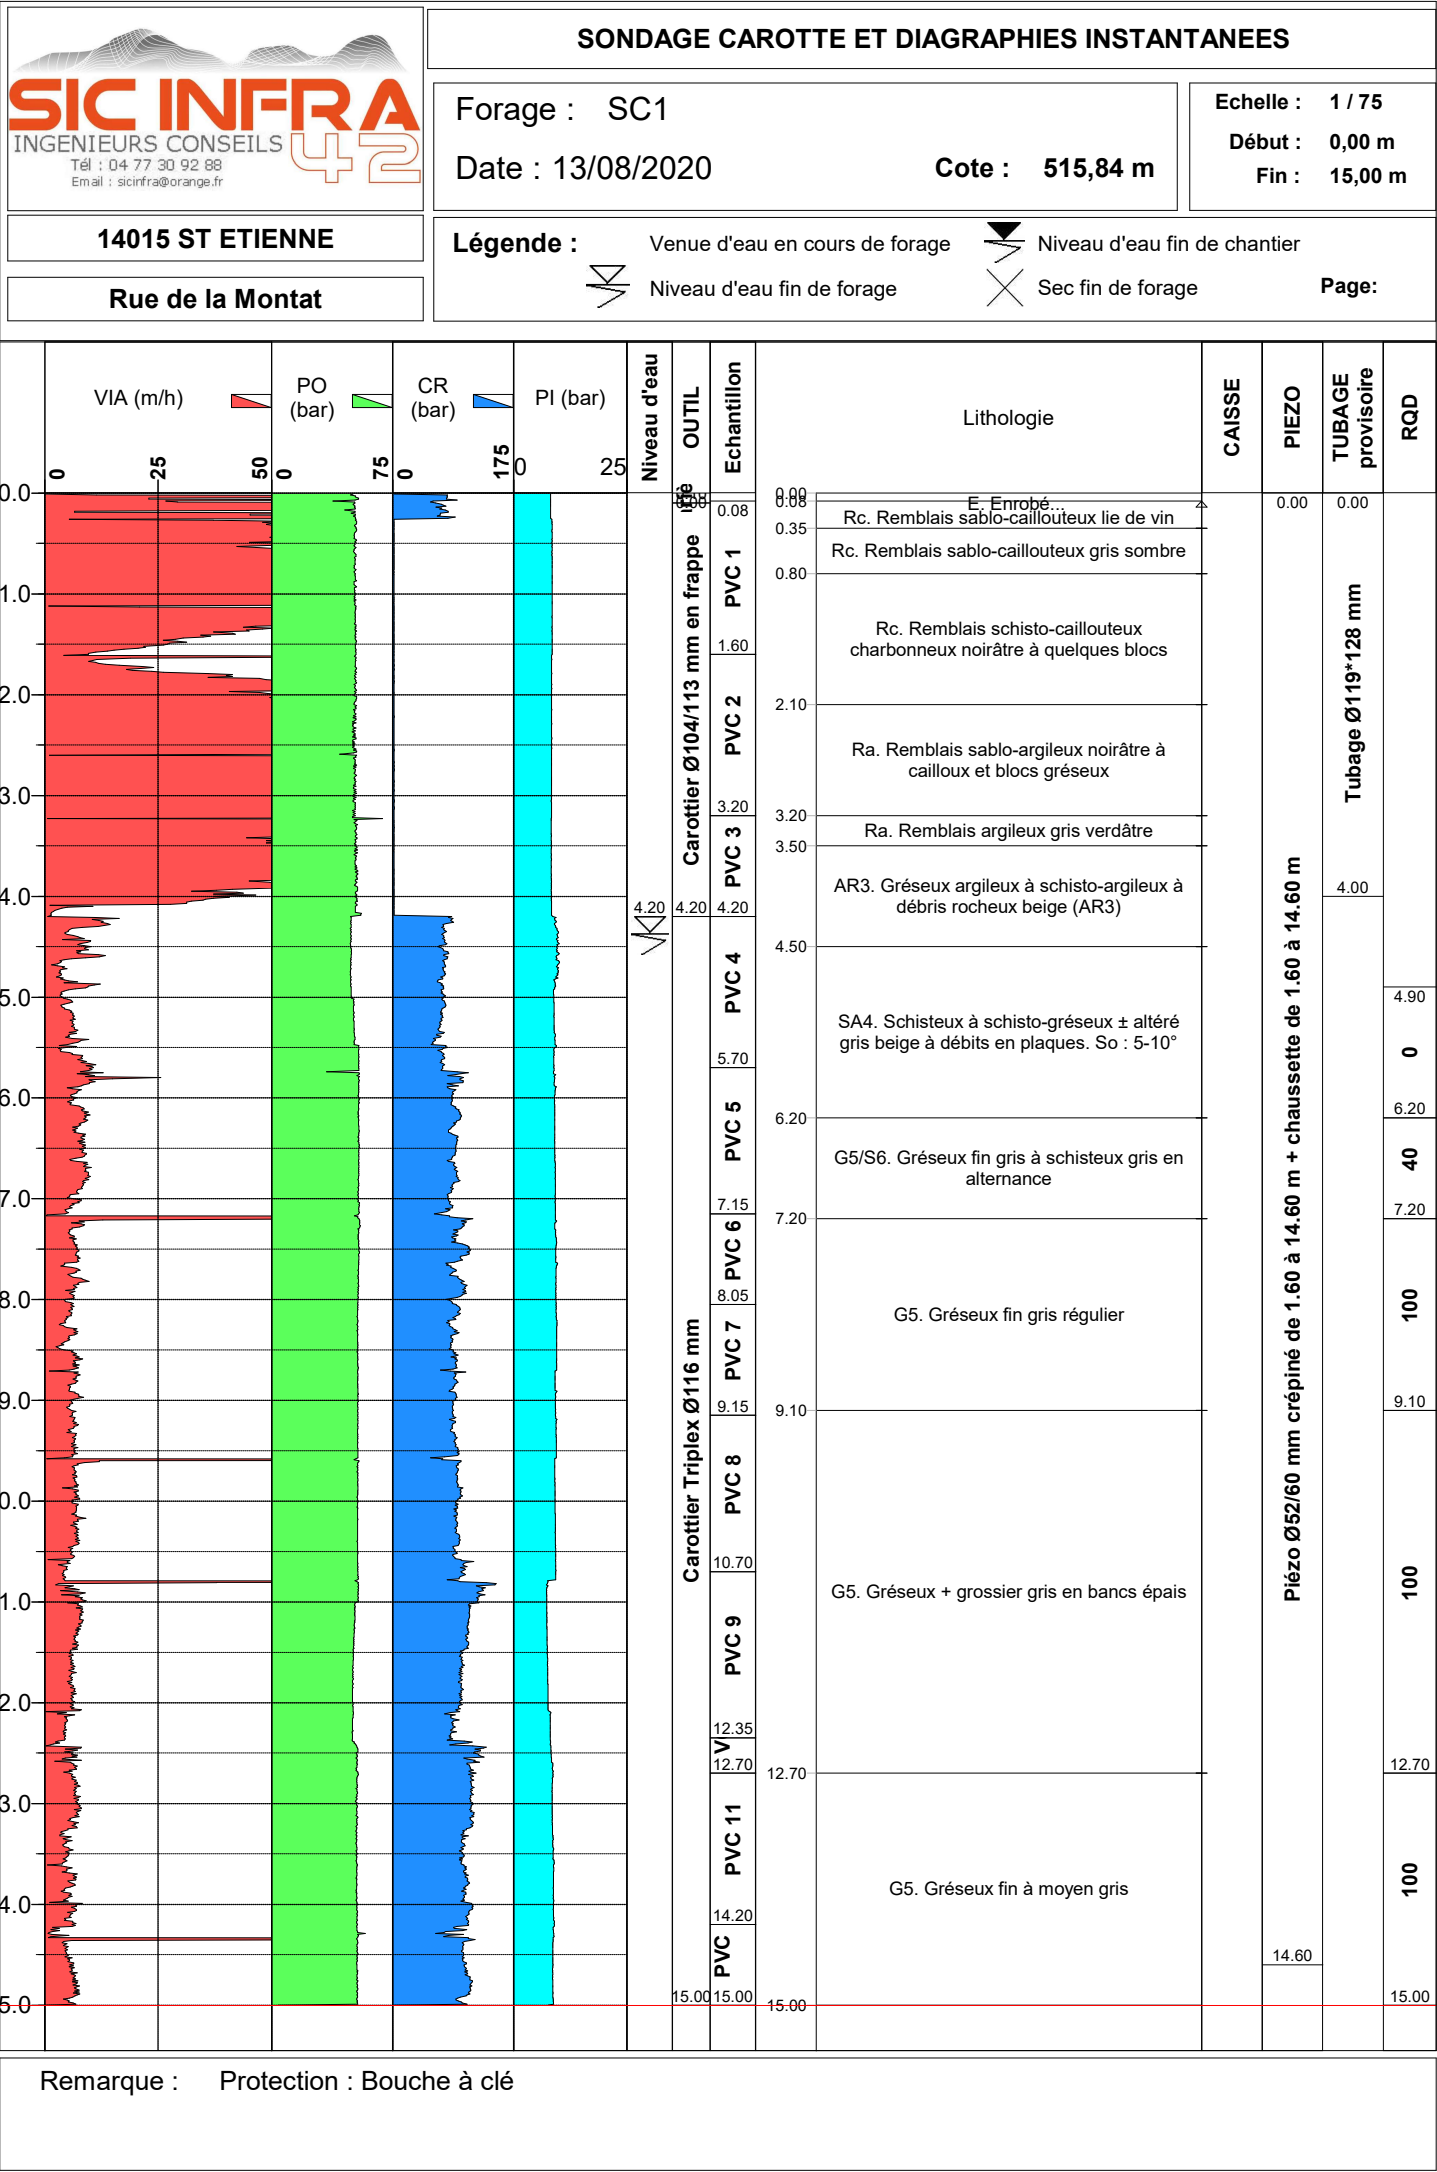 SIC INFRA
INGENIEURS CONSEILS 42
Tél : 04 77 30 92 88
Email : sicinfra@orange.fr
14015 ST ETIENNE
Rue de la Montat
SONDAGE CAROTTE ET DIAGRAPHIES INSTANTANEES
Forage : SC1
Date : 13/08/2020
Cote : 515,84 m
Echelle : 1 / 75
Début : 0,00 m
Fin : 15,00 m
Légende :
Venue d'eau en cours de forage
Niveau d'eau fin de chantier
Niveau d'eau fin de forage
Sec fin de forage
Page:
VIA (m/h)
0 25 50
PO
(bar)
0 75
CR
(bar)
0 175
PI (bar)
0 25
Niveau d'eau
OUTIL
Echantillon
Lithologie
CAISSE
PIEZO
TUBAGE
provisoire
RQD
0.0
1.0
2.0
3.0
4.0
5.0
6.0
7.0
8.0
9.0
0.0
1.0
2.0
3.0
4.0
5.0
4.20
Carottier Ø104/113 mm en frappe
4.20
Carottier Triplex Ø116 mm
15.00
0.08
PVC 1
1.60
PVC 2
3.20
PVC 3
4.20
PVC 4
5.70
PVC 5
7.15
PVC 6
8.05
PVC 7
9.15
PVC 8
10.70
PVC 9
12.35
V
12.70
PVC 11
14.20
PVC
15.00
0.00
E. Enrobé...
0.08
Rc. Remblais sablo-caillouteux lie de vin
0.35
Rc. Remblais sablo-caillouteux gris sombre
0.80
Rc. Remblais schisto-caillouteux
charbonneux noirâtre à quelques blocs
2.10
Ra. Remblais sablo-argileux noirâtre à
cailloux et blocs gréseux
3.20
Ra. Remblais argileux gris verdâtre
3.50
AR3. Gréseux argileux à schisto-argileux à
débris rocheux beige (AR3)
4.50
SA4. Schisteux à schisto-gréseux ± altéré
gris beige à débits en plaques. So : 5-10°
6.20
G5/S6. Gréseux fin gris à schisteux gris en
alternance
7.20
G5. Gréseux fin gris régulier
9.10
G5. Gréseux + grossier gris en bancs épais
12.70
G5. Gréseux fin à moyen gris
15.00
0.00
Piézo Ø52/60 mm crépiné de 1.60 à 14.60 m + chaussette de 1.60 à 14.60 m
14.60
0.00
Tubage Ø119*128 mm
4.00
4.90
0
6.20
40
7.20
100
9.10
100
12.70
100
15.00
Remarque : Protection : Bouche à clé